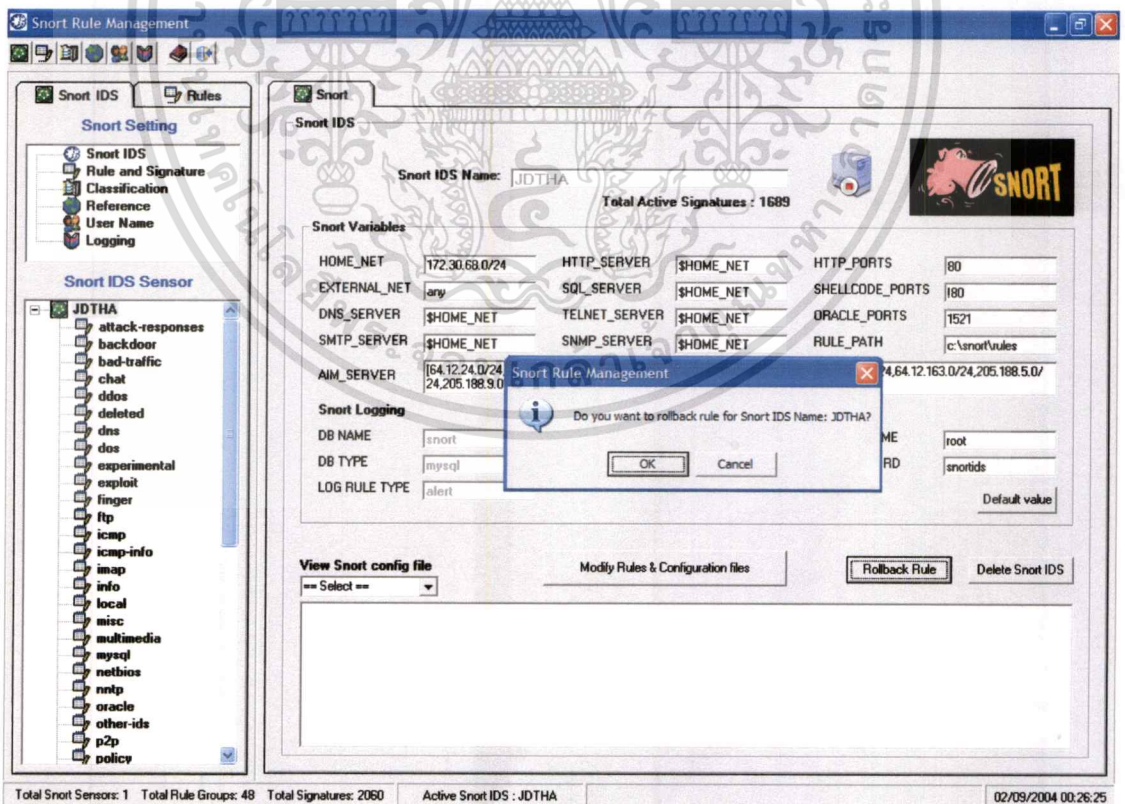 Snort Rule Management
Snort IDS
Rules
Snort Setting
Snort IDS
Rule and Signature
Classification
Reference
User Name
Logging
Snort IDS Sensor
JDTHA
attack-responses
backdoor
bad-traffic
chat
ddos
deleted
dns
dos
experimental
exploit
finger
ftp
icmp
icmp-info
imap
info
local
misc
multimedia
mysql
netbios
nntp
oracle
other-ids
p2p
policy
Snort
Snort IDS
Snort IDS Name: JDTHA
Total Active Signatures : 1689
SNORT
Snort Variables
HOME_NET 172.30.68.0/24 HTTP_SERVER $HOME_NET HTTP_PORTS 80
EXTERNAL_NET any SQL_SERVER $HOME_NET SHELLCODE_PORTS !80
DNS_SERVER $HOME_NET TELNET_SERVER $HOME_NET ORACLE_PORTS 1521
SMTP_SERVER $HOME_NET SNMP_SERVER $HOME_NET RULE_PATH c:\snort\rules
AIM_SERVER [64.12.24.0/24 24,64.12.163.0/24,205.188.5.0/
24,205.188.9.0
Snort Rule Management
Do you want to rollback rule for Snort IDS Name: JDTHA?
OK Cancel
Snort Logging
DB NAME snort ME root
DB TYPE mysql RD snortids
LOG RULE TYPE alert
Default value
View Snort config file
== Select ==
Modify Rules & Configuration files
Rollback Rule
Delete Snort IDS
Total Snort Sensors: 1 Total Rule Groups: 48 Total Signatures: 2060 Active Snort IDS : JDTHA 02/09/2004 00:26:25